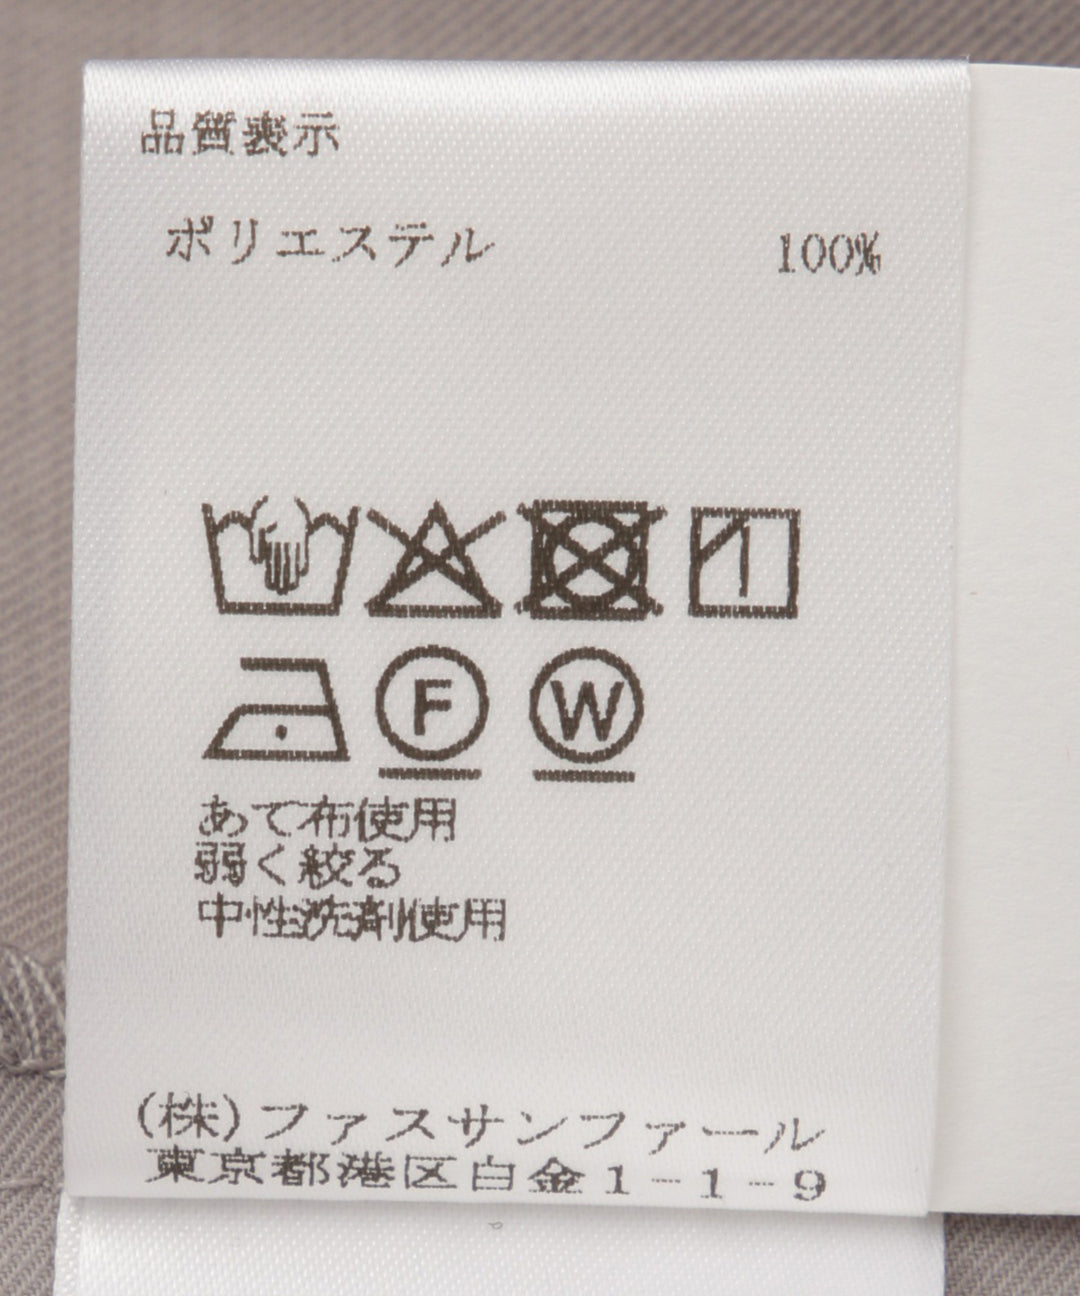 品質表示
ポリエステル 100%
F W
あて布使用
弱く絞る
中性洗剤使用
(株)ファスサンファール
東京都港区白金1-1-9